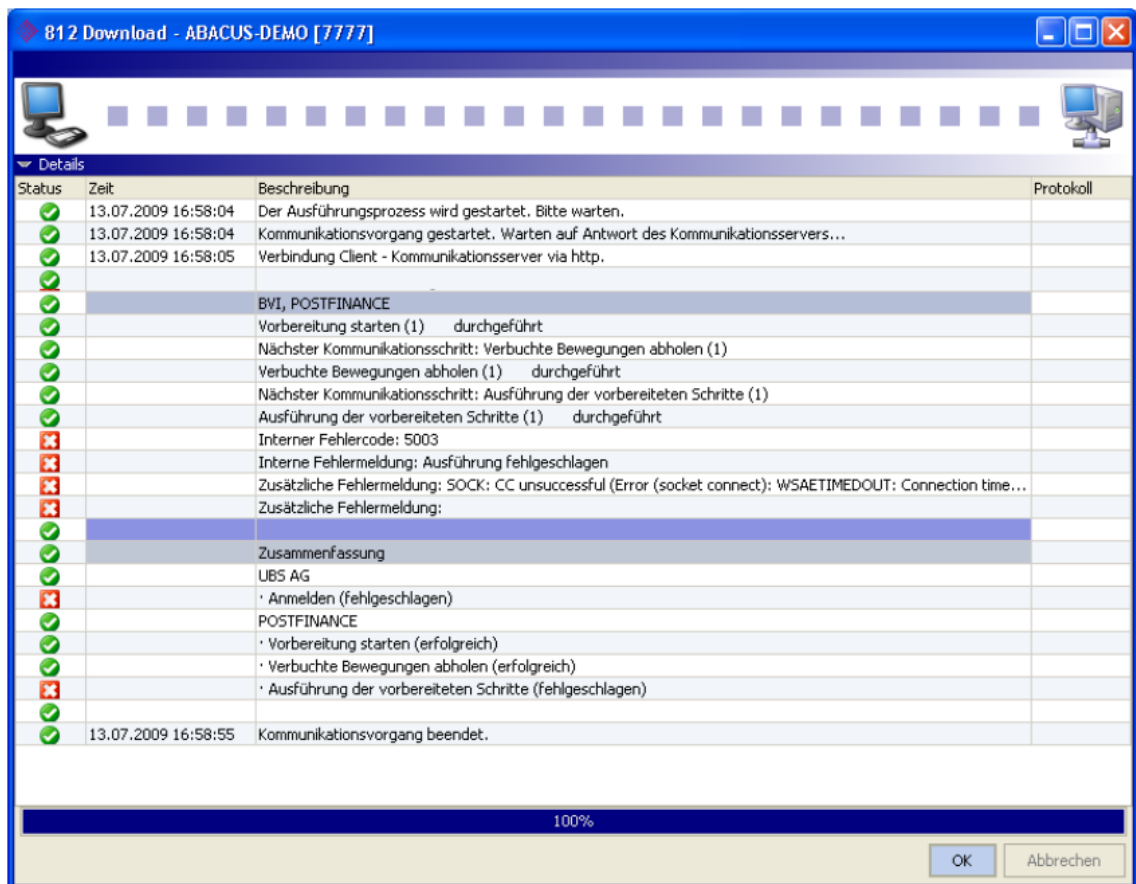 812 Download - ABACUS-DEMO [7777]
Details
Status Zeit Beschreibung Protokoll
13.07.2009 16:58:04 Der Ausführungsprozess wird gestartet. Bitte warten.
13.07.2009 16:58:04 Kommunikationsvorgang gestartet. Warten auf Antwort des Kommunikationsservers...
13.07.2009 16:58:05 Verbindung Client - Kommunikationsserver via http.
BVI, POSTFINANCE
Vorbereitung starten (1) durchgeführt
Nächster Kommunikationsschritt: Verbuchte Bewegungen abholen (1)
Verbuchte Bewegungen abholen (1) durchgeführt
Nächster Kommunikationsschritt: Ausführung der vorbereiteten Schritte (1)
Ausführung der vorbereiteten Schritte (1) durchgeführt
Interner Fehlercode: 5003
Interne Fehlermeldung: Ausführung fehlgeschlagen
Zusätzliche Fehlermeldung: SOCK: CC unsuccessful (Error (socket connect): WSAETIMEDOUT: Connection time...
Zusätzliche Fehlermeldung:
Zusammenfassung
UBS AG
· Anmelden (fehlgeschlagen)
POSTFINANCE
· Vorbereitung starten (erfolgreich)
· Verbuchte Bewegungen abholen (erfolgreich)
· Ausführung der vorbereiteten Schritte (fehlgeschlagen)
13.07.2009 16:58:55 Kommunikationsvorgang beendet.
100%
OK Abbrechen